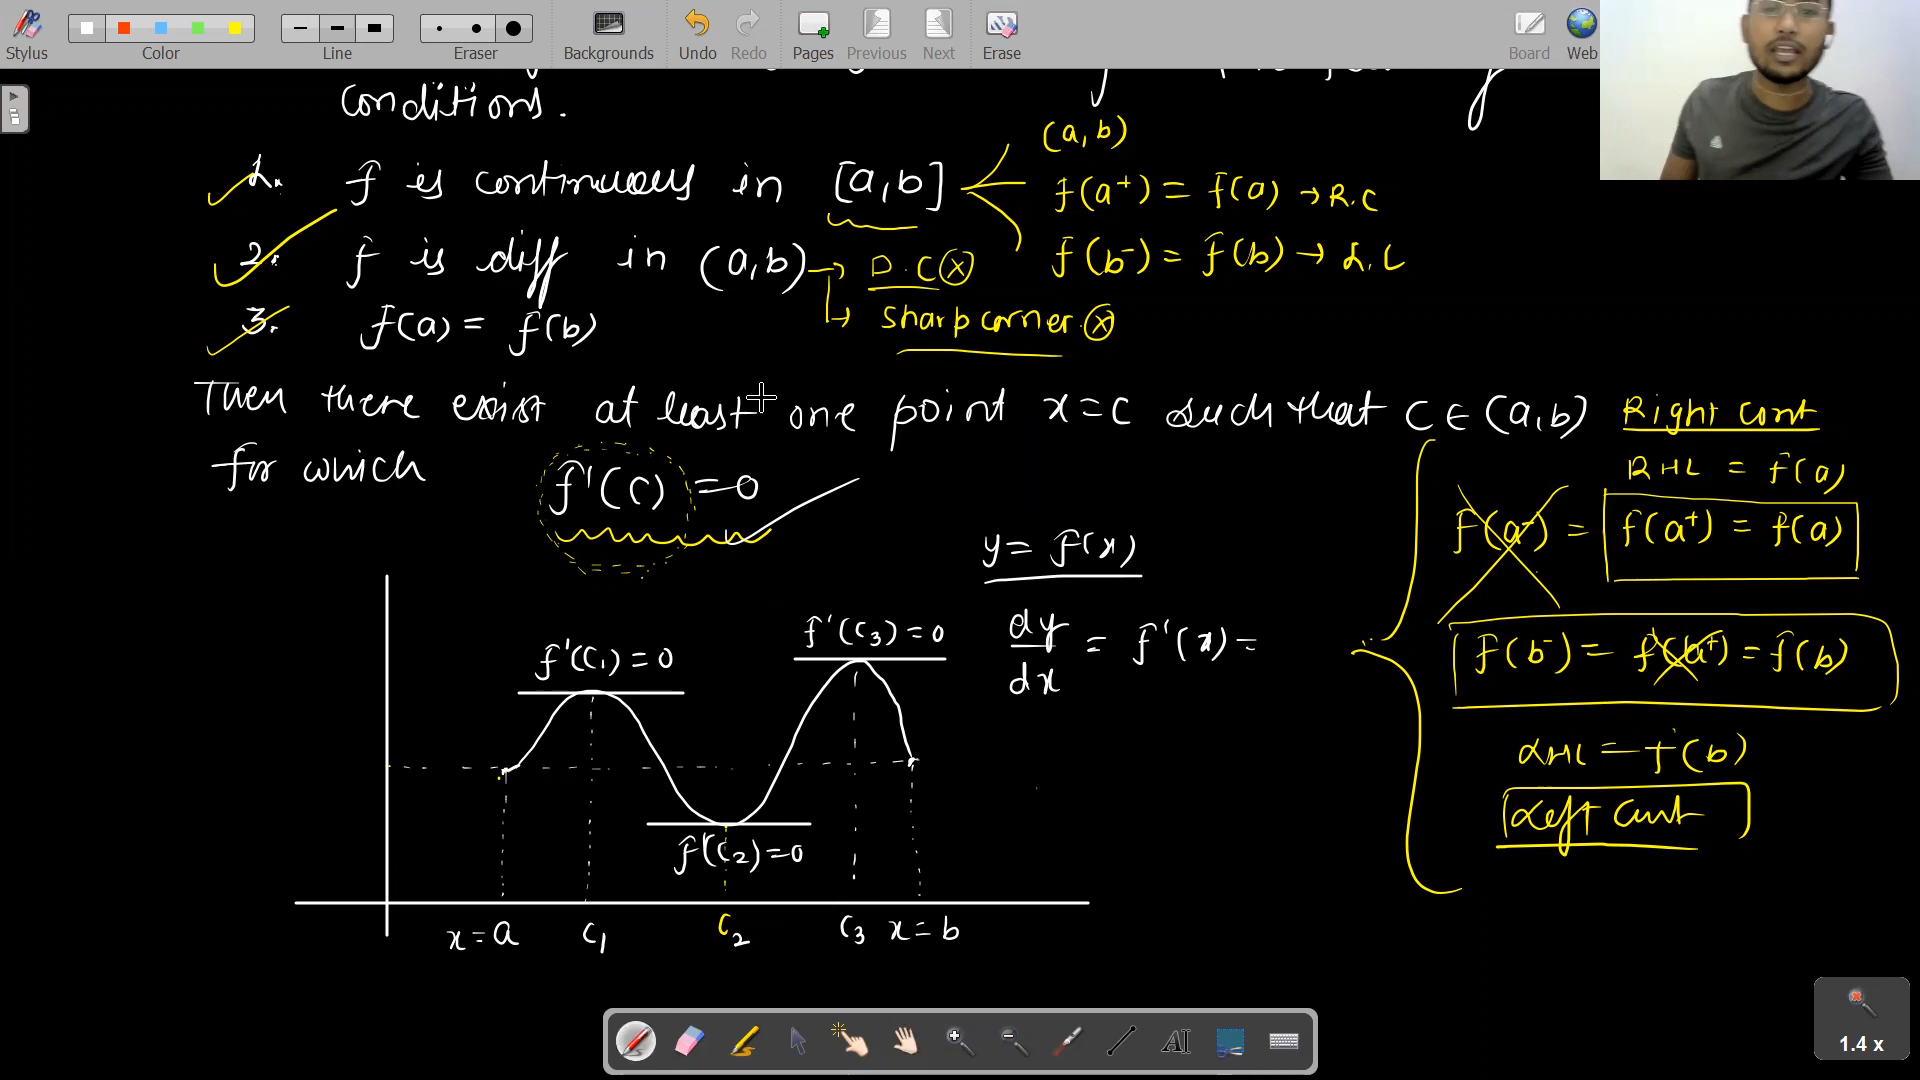 Stylus Color Line Eraser Backgrounds Undo Redo Pages Previous Next Erase Board Web
conditions.
1. f is continuous in [a,b]
(a,b)
f(a⁺) = f(a) → R.C
f(b⁻) = f(b) → L.C
2. f is diff in (a,b) → D.C ⓧ
→ Sharp corner ⓧ
3. f(a) = f(b)
Then there exist at least one point x=c such that c ∈ (a,b)
for which f'(c) = 0
Right cont
RHL = f(a)
f(a⁻) = f(a⁺) = f(a)
f(b⁻) = f(a⁺) = f(b)
LHL = f(b)
Left cont
y = f(x)
dy/dx = f'(x) =
f'(c₁) = 0
f'(c₃) = 0
f'(c₂) = 0
x = a c₁ c₂ c₃ x = b
1.4 x